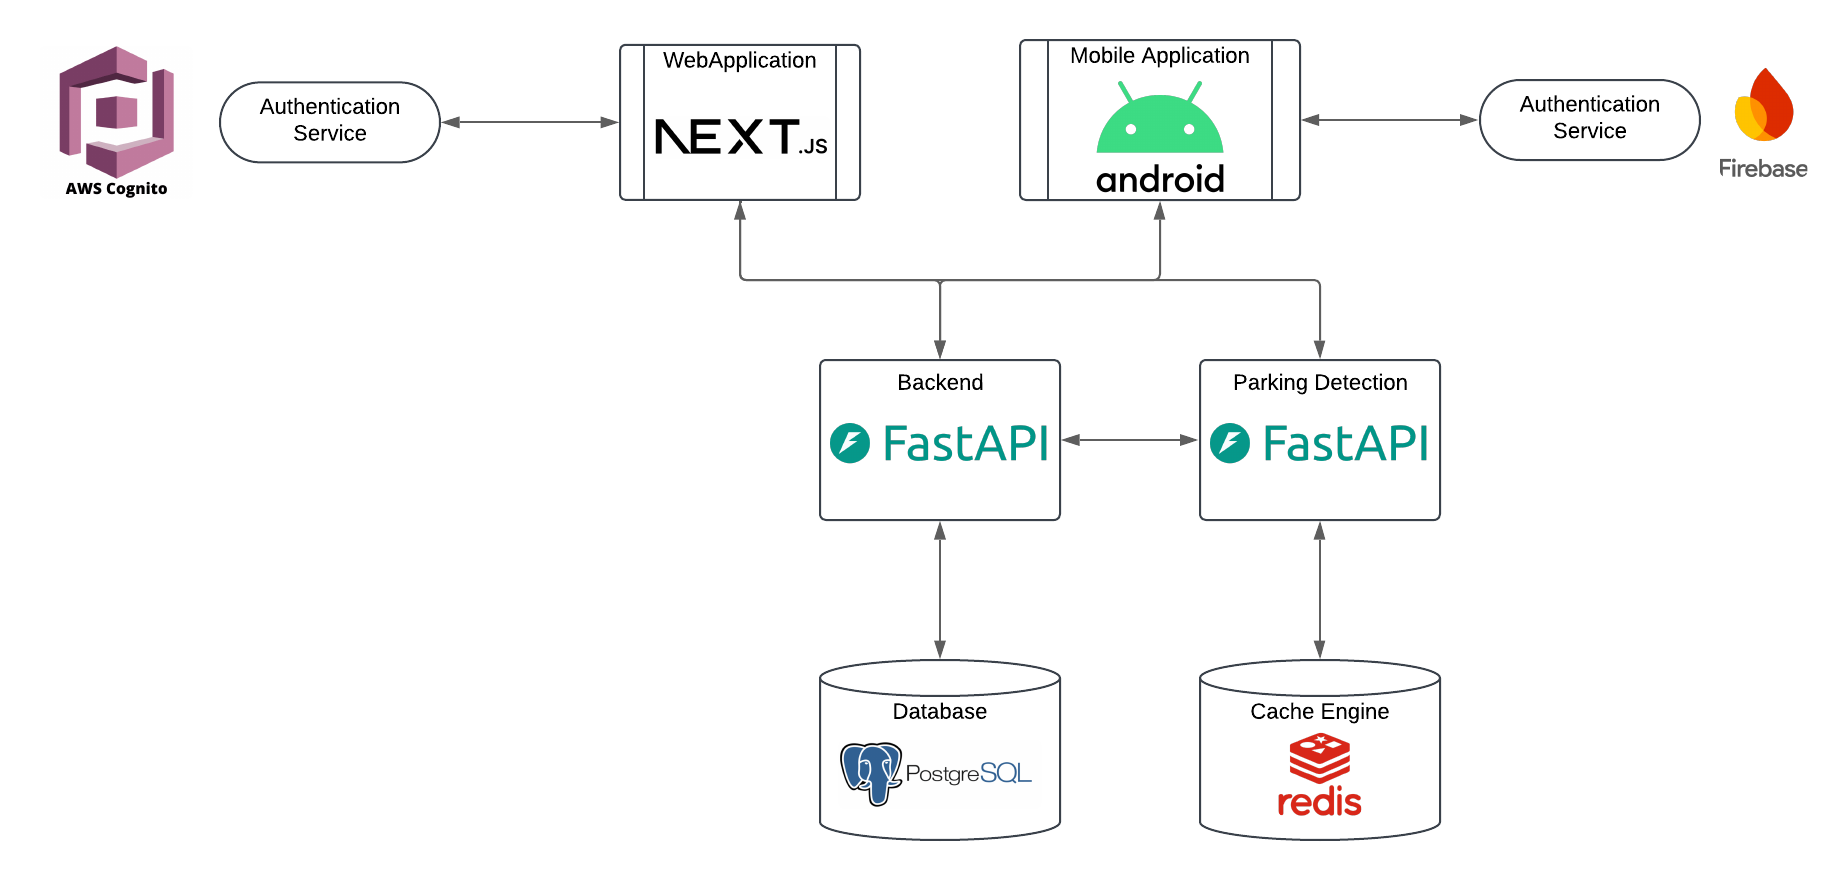 AWS Cognito
Authentication
Service
WebApplication
NEXT.JS
Mobile Application
android
Authentication
Service
Firebase
Backend
FastAPI
Parking Detection
FastAPI
Database
PostgreSQL
Cache Engine
redis